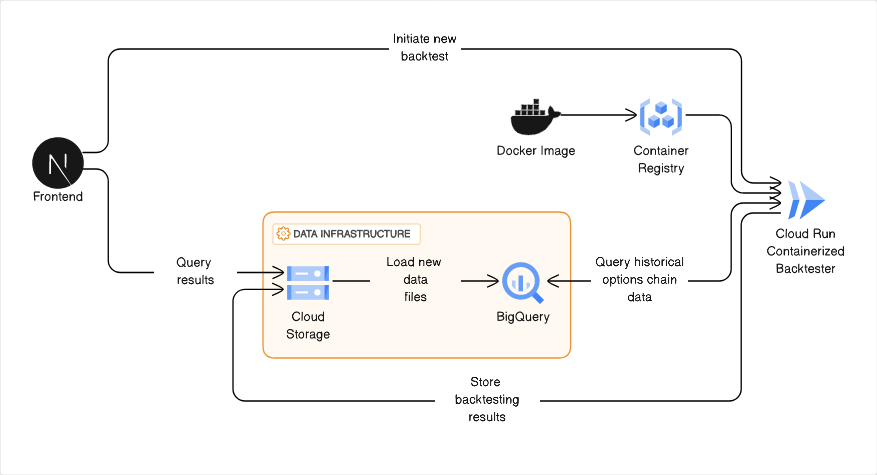 Initiate new
backtest
Docker Image
Container
Registry
N
Frontend
Cloud Run
Containerized
Backtester
DATA INFRASTRUCTURE
Query
results
Load new
data
files
Query historical
options chain
data
Cloud
Storage
BigQuery
Store
backtesting
results